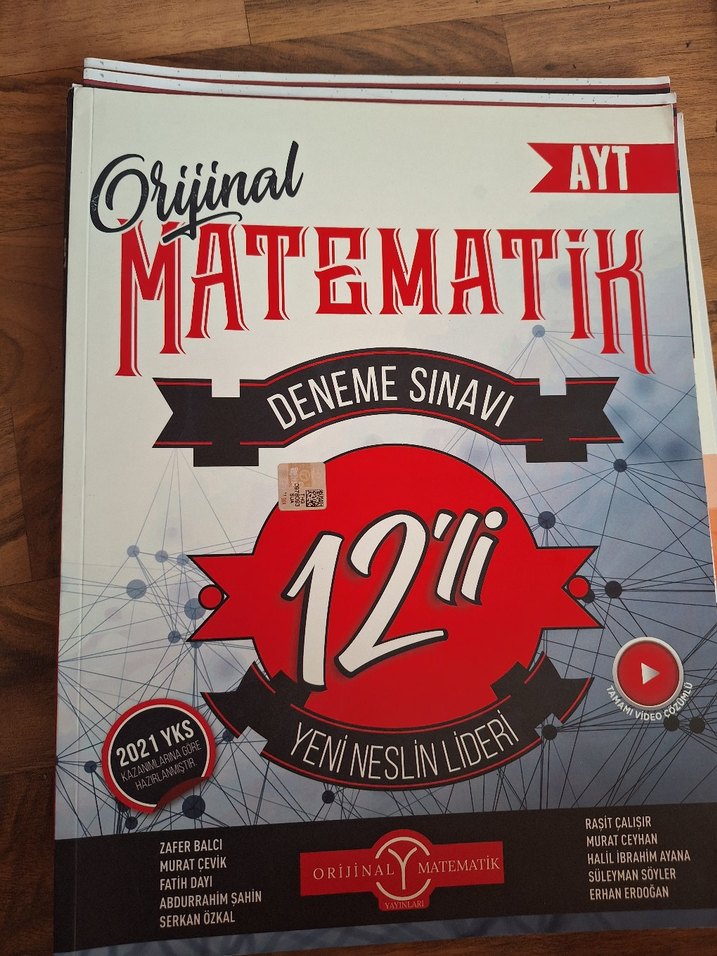 Orijinal
AYT
MATEMATİK
DENEME SINAVI
12'li
YENİ NESLİN LİDERİ
TAMAMI VİDEO ÇÖZÜMLÜ
2021 YKS
KAZANIMLARINA GÖRE
HAZIRLANMIŞTIR.
ZAFER BALCI
MURAT ÇEVİK
FATİH DAYI
ABDURRAHİM ŞAHİN
SERKAN ÖZKAL
ORİJİNAL MATEMATİK
YAYINLARI
RAŞİT ÇALIŞIR
MURAT CEYHAN
HALİL İBRAHİM AYANA
SÜLEYMAN SÖYLER
ERHAN ERDOĞAN